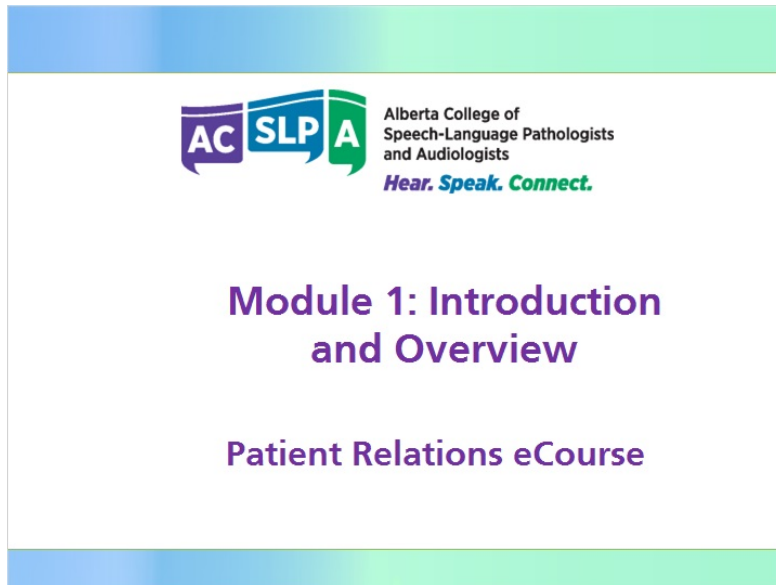 AC SLP A
Alberta College of
Speech-Language Pathologists
and Audiologists
Hear. Speak. Connect.
Module 1: Introduction
and Overview
Patient Relations eCourse